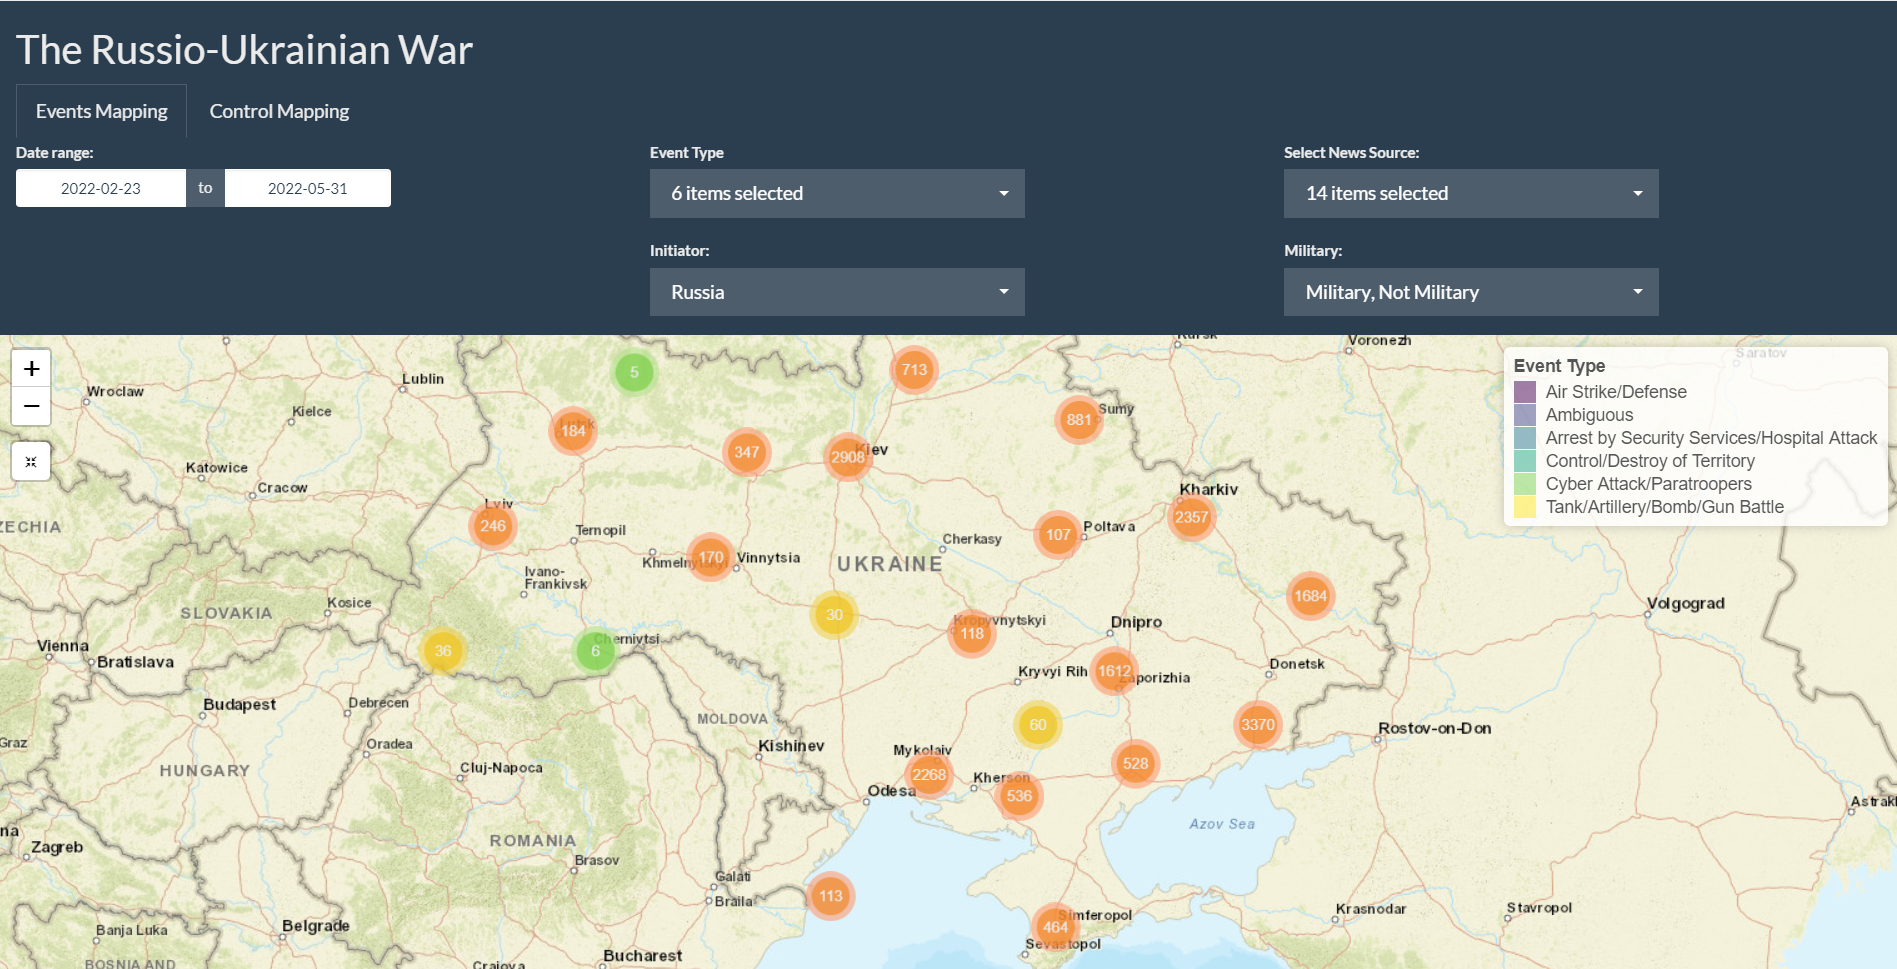 The Russio-Ukrainian War
Events Mapping
Control Mapping
Date range:
2022-02-23
to
2022-05-31
Event Type
6 items selected
Select News Source:
14 items selected
Initiator:
Russia
Military:
Military, Not Military
+
−
Event Type
Air Strike/Defense
Ambiguous
Arrest by Security Services/Hospital Attack
Control/Destroy of Territory
Cyber Attack/Paratroopers
Tank/Artillery/Bomb/Gun Battle
Kursk
Voronezh
Saratov
5
713
Lublin
Wroclaw
Kielce
184
881
Sumy
347
2908
Kiev
Katowice
Cracow
Kharkiv
2357
Lviv
246
ZECHIA
Ternopil
107
Poltava
Cherkasy
170
Vinnytsia
UKRAINE
Ivano-
Frankivsk
1684
SLOVAKIA
Kosice
30
Kropyvnytskyi
118
Dnipro
Volgograd
Vienna
Bratislava
36
Cherniytsi
6
Kryvyi Rih
1612
Zaporizhia
Donetsk
Budapest
Debrecen
MOLDOVA
60
3370
Rostov-on-Don
Graz
Oradea
Kishinev
Mykolaiv
HUNGARY
Cluj-Napoca
2268
Kherson
528
Odesa
536
Azov Sea
na
Zagreb
ROMANIA
Brasov
Galati
Braila
113
Banja Luka
Belgrade
464
Simferopol
Sevastopol
Krasnodar
Stavropol
BOSNIA AND
Craiova
Bucharest